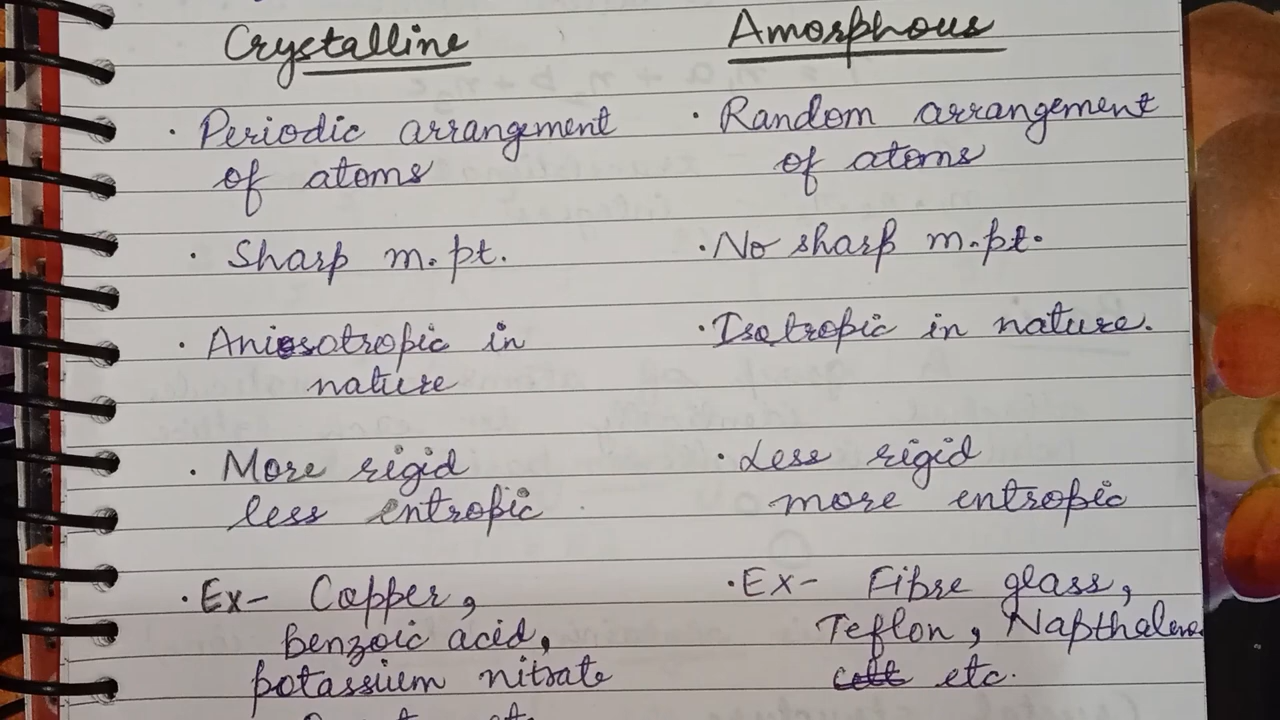 Crystalline
Amorphous
· Periodic arrangement
of atoms
· Random arrangement
of atoms
· Sharp m.pt.
· No sharp m.pt.
· Aniosotropic in
nature
· Isotropic in nature.
· More rigid
less entropic
· Less rigid
more entropic
· Ex- Copper,
Benzoic acid,
potassium nitrate
· Ex- Fibre glass,
Teflon, Napthalene
etc.